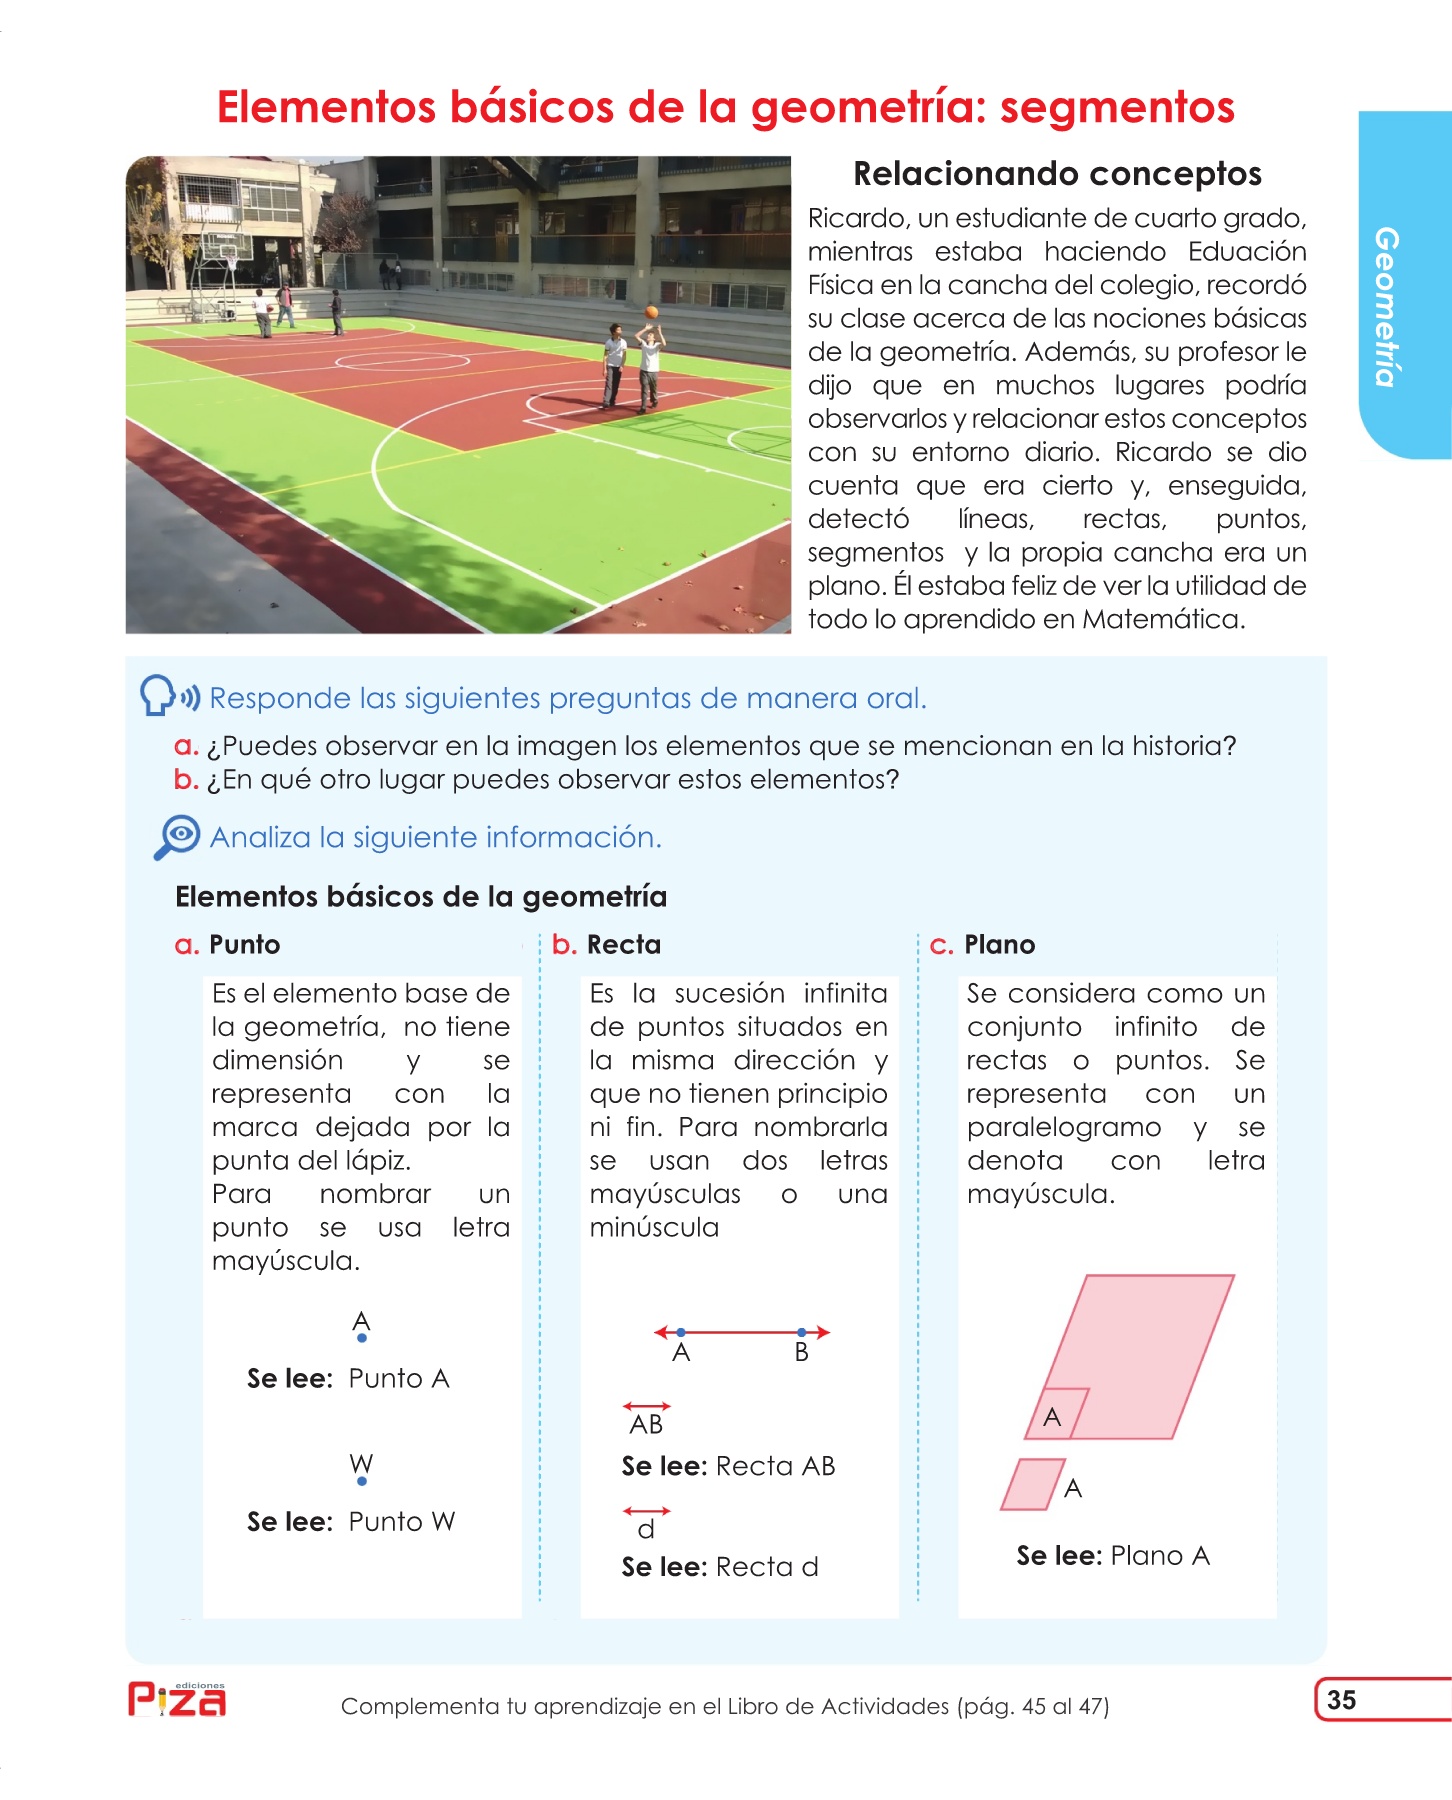 Elementos básicos de la geometría: segmentos
Relacionando conceptos
Ricardo, un estudiante de cuarto grado,
mientras estaba haciendo Eduación
Física en la cancha del colegio, recordó
su clase acerca de las nociones básicas
de la geometría. Además, su profesor le
dijo que en muchos lugares podría
observarlos y relacionar estos conceptos
con su entorno diario. Ricardo se dio
cuenta que era cierto y, enseguida,
detectó líneas, rectas, puntos,
segmentos y la propia cancha era un
plano. Él estaba feliz de ver la utilidad de
todo lo aprendido en Matemática.
Geometría
Responde las siguientes preguntas de manera oral.
a. ¿Puedes observar en la imagen los elementos que se mencionan en la historia?
b. ¿En qué otro lugar puedes observar estos elementos?
Analiza la siguiente información.
Elementos básicos de la geometría
a. Punto
Es el elemento base de
la geometría, no tiene
dimensión y se
representa con la
marca dejada por la
punta del lápiz.
Para nombrar un
punto se usa letra
mayúscula.
A
Se lee: Punto A
W
Se lee: Punto W
b. Recta
Es la sucesión infinita
de puntos situados en
la misma dirección y
que no tienen principio
ni fin. Para nombrarla
se usan dos letras
mayúsculas o una
minúscula
A B
AB
Se lee: Recta AB
d
Se lee: Recta d
c. Plano
Se considera como un
conjunto infinito de
rectas o puntos. Se
representa con un
paralelogramo y se
denota con letra
mayúscula.
A
A
Se lee: Plano A
ediciones
Piza
Complementa tu aprendizaje en el Libro de Actividades (pág. 45 al 47)
35